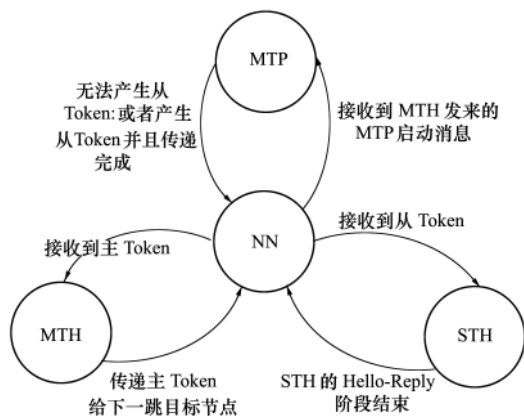 MTP
无法产生从
Token:或者产生
从Token并且传递
完成
接收到 MTH 发来的
MTP 启动消息
NN
接收到主 Token
接收到从 Token
MTH
STH
传递主 Token
给下一跳目标节点
STH 的 Hello-Reply
阶段结束